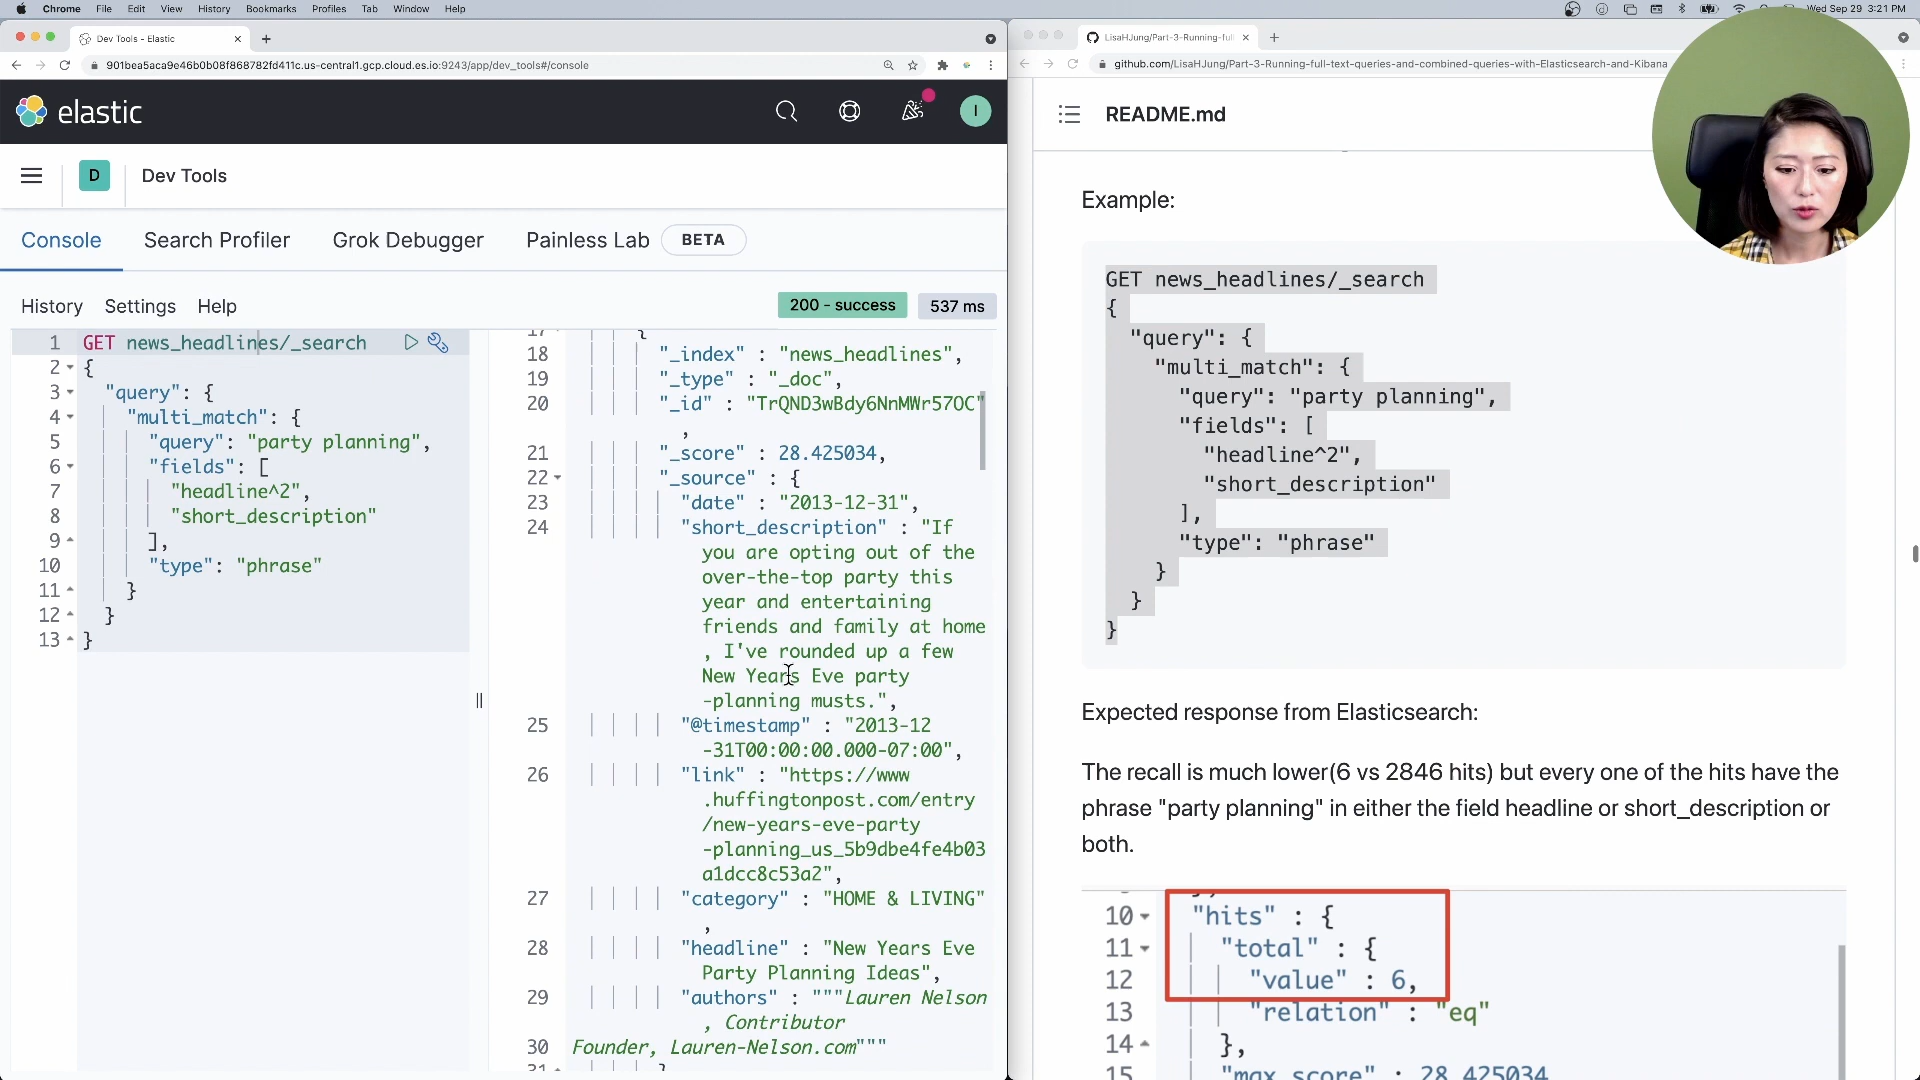 Chrome File Edit View History Bookmarks Profiles Tab Window Help
Wed Sep 29 3:21 PM
Dev Tools - Elastic
901bea5aca9e46b0b08f868782fd411c.us-central1.gcp.cloud.es.io:9243/app/dev_tools#/console
elastic
I
D Dev Tools
Console Search Profiler Grok Debugger Painless Lab BETA
History Settings Help
200 - success 537 ms
1 GET news_headlines/_search
2 {
3 "query": {
4 "multi_match": {
5 "query": "party planning",
6 "fields": [
7 "headline^2",
8 "short_description"
9 ],
10 "type": "phrase"
11 }
12 }
13 }
17 {
18 "_index" : "news_headlines",
19 "_type" : "_doc",
20 "_id" : "TrQND3wBdy6NnMWr57OC"
,
21 "_score" : 28.425034,
22 "_source" : {
23 "date" : "2013-12-31",
24 "short_description" : "If
you are opting out of the
over-the-top party this
year and entertaining
friends and family at home
, I've rounded up a few
New Years Eve party
-planning musts.",
25 "@timestamp" : "2013-12
-31T00:00:00.000-07:00",
26 "link" : "https://www
.huffingtonpost.com/entry
/new-years-eve-party
-planning_us_5b9dbe4fe4b03
a1dcc8c53a2",
27 "category" : "HOME & LIVING"
,
28 "headline" : "New Years Eve
Party Planning Ideas",
29 "authors" : """Lauren Nelson
, Contributor
30 Founder, Lauren-Nelson.com"""
31 }
LisaHJung/Part-3-Running-full
github.com/LisaHJung/Part-3-Running-full-text-queries-and-combined-queries-with-Elasticsearch-and-Kibana
README.md
Example:
GET news_headlines/_search
{
"query": {
"multi_match": {
"query": "party planning",
"fields": [
"headline^2",
"short_description"
],
"type": "phrase"
}
}
}
Expected response from Elasticsearch:
The recall is much lower(6 vs 2846 hits) but every one of the hits have the
phrase "party planning" in either the field headline or short_description or
both.
10 "hits" : {
11 "total" : {
12 "value" : 6,
13 "relation" : "eq"
14 },
15 "max_score" : 28.425034